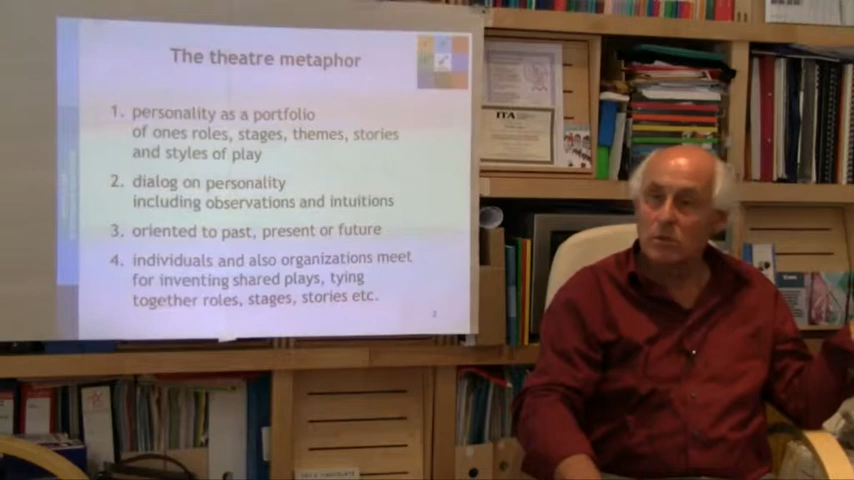 The theatre metaphor
1. personality as a portfolio
of ones roles, stages, themes, stories
and styles of play
2. dialog on personality
including observations and intuitions
3. oriented to past, present or future
4. individuals and also organizations meet
for inventing shared plays, tying
together roles, stages, stories etc.
2
ITA